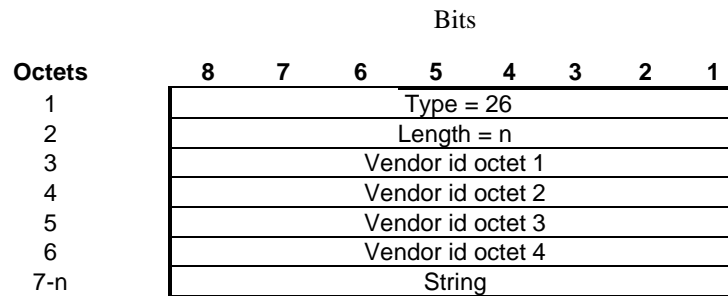 Bits
Octets 8 7 6 5 4 3 2 1
1 Type = 26
2 Length = n
3 Vendor id octet 1
4 Vendor id octet 2
5 Vendor id octet 3
6 Vendor id octet 4
7-n String